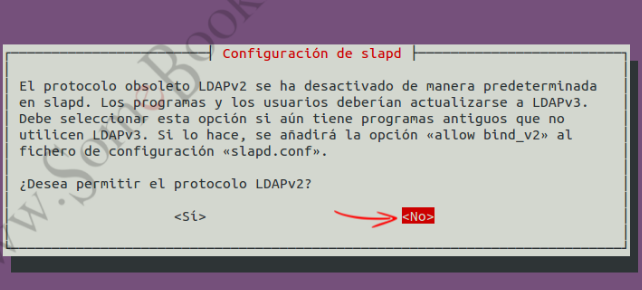 Configuración de slapd
El protocolo obsoleto LDAPv2 se ha desactivado de manera predeterminada
en slapd. Los programas y los usuarios deberían actualizarse a LDAPv3.
Debe seleccionar esta opción si aún tiene programas antiguos que no
utilicen LDAPv3. Si lo hace, se añadirá la opción «allow bind_v2» al
fichero de configuración «slapd.conf».
¿Desea permitir el protocolo LDAPv2?
<Sí> <No>